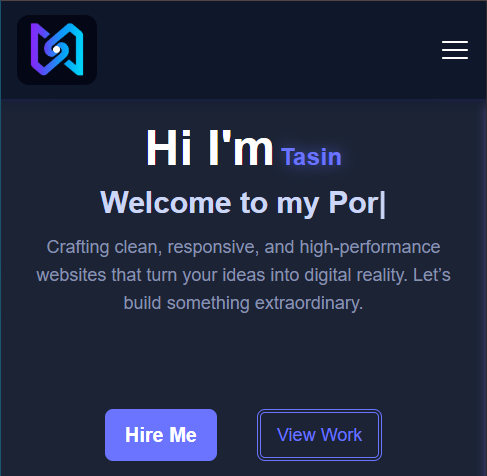 Hi I'm Tasin
Welcome to my Por|
Crafting clean, responsive, and high-performance
websites that turn your ideas into digital reality. Let's
build something extraordinary.
Hire Me
View Work